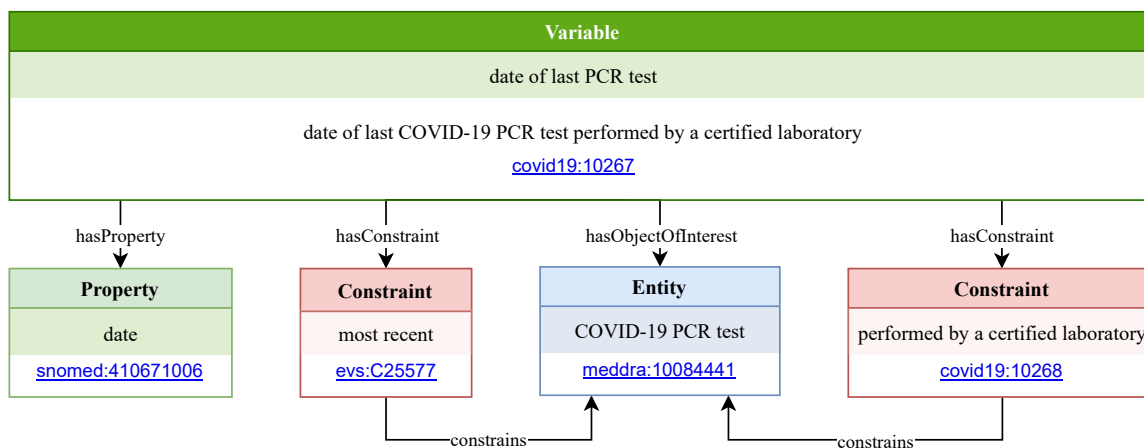 Variable
date of last PCR test
date of last COVID-19 PCR test performed by a certified laboratory
covid19:10267
hasProperty
hasConstraint
hasObjectOfInterest
hasConstraint
Property
date
snomed:410671006
Constraint
most recent
evs:C25577
Entity
COVID-19 PCR test
meddra:10084441
Constraint
performed by a certified laboratory
covid19:10268
constrains
constrains